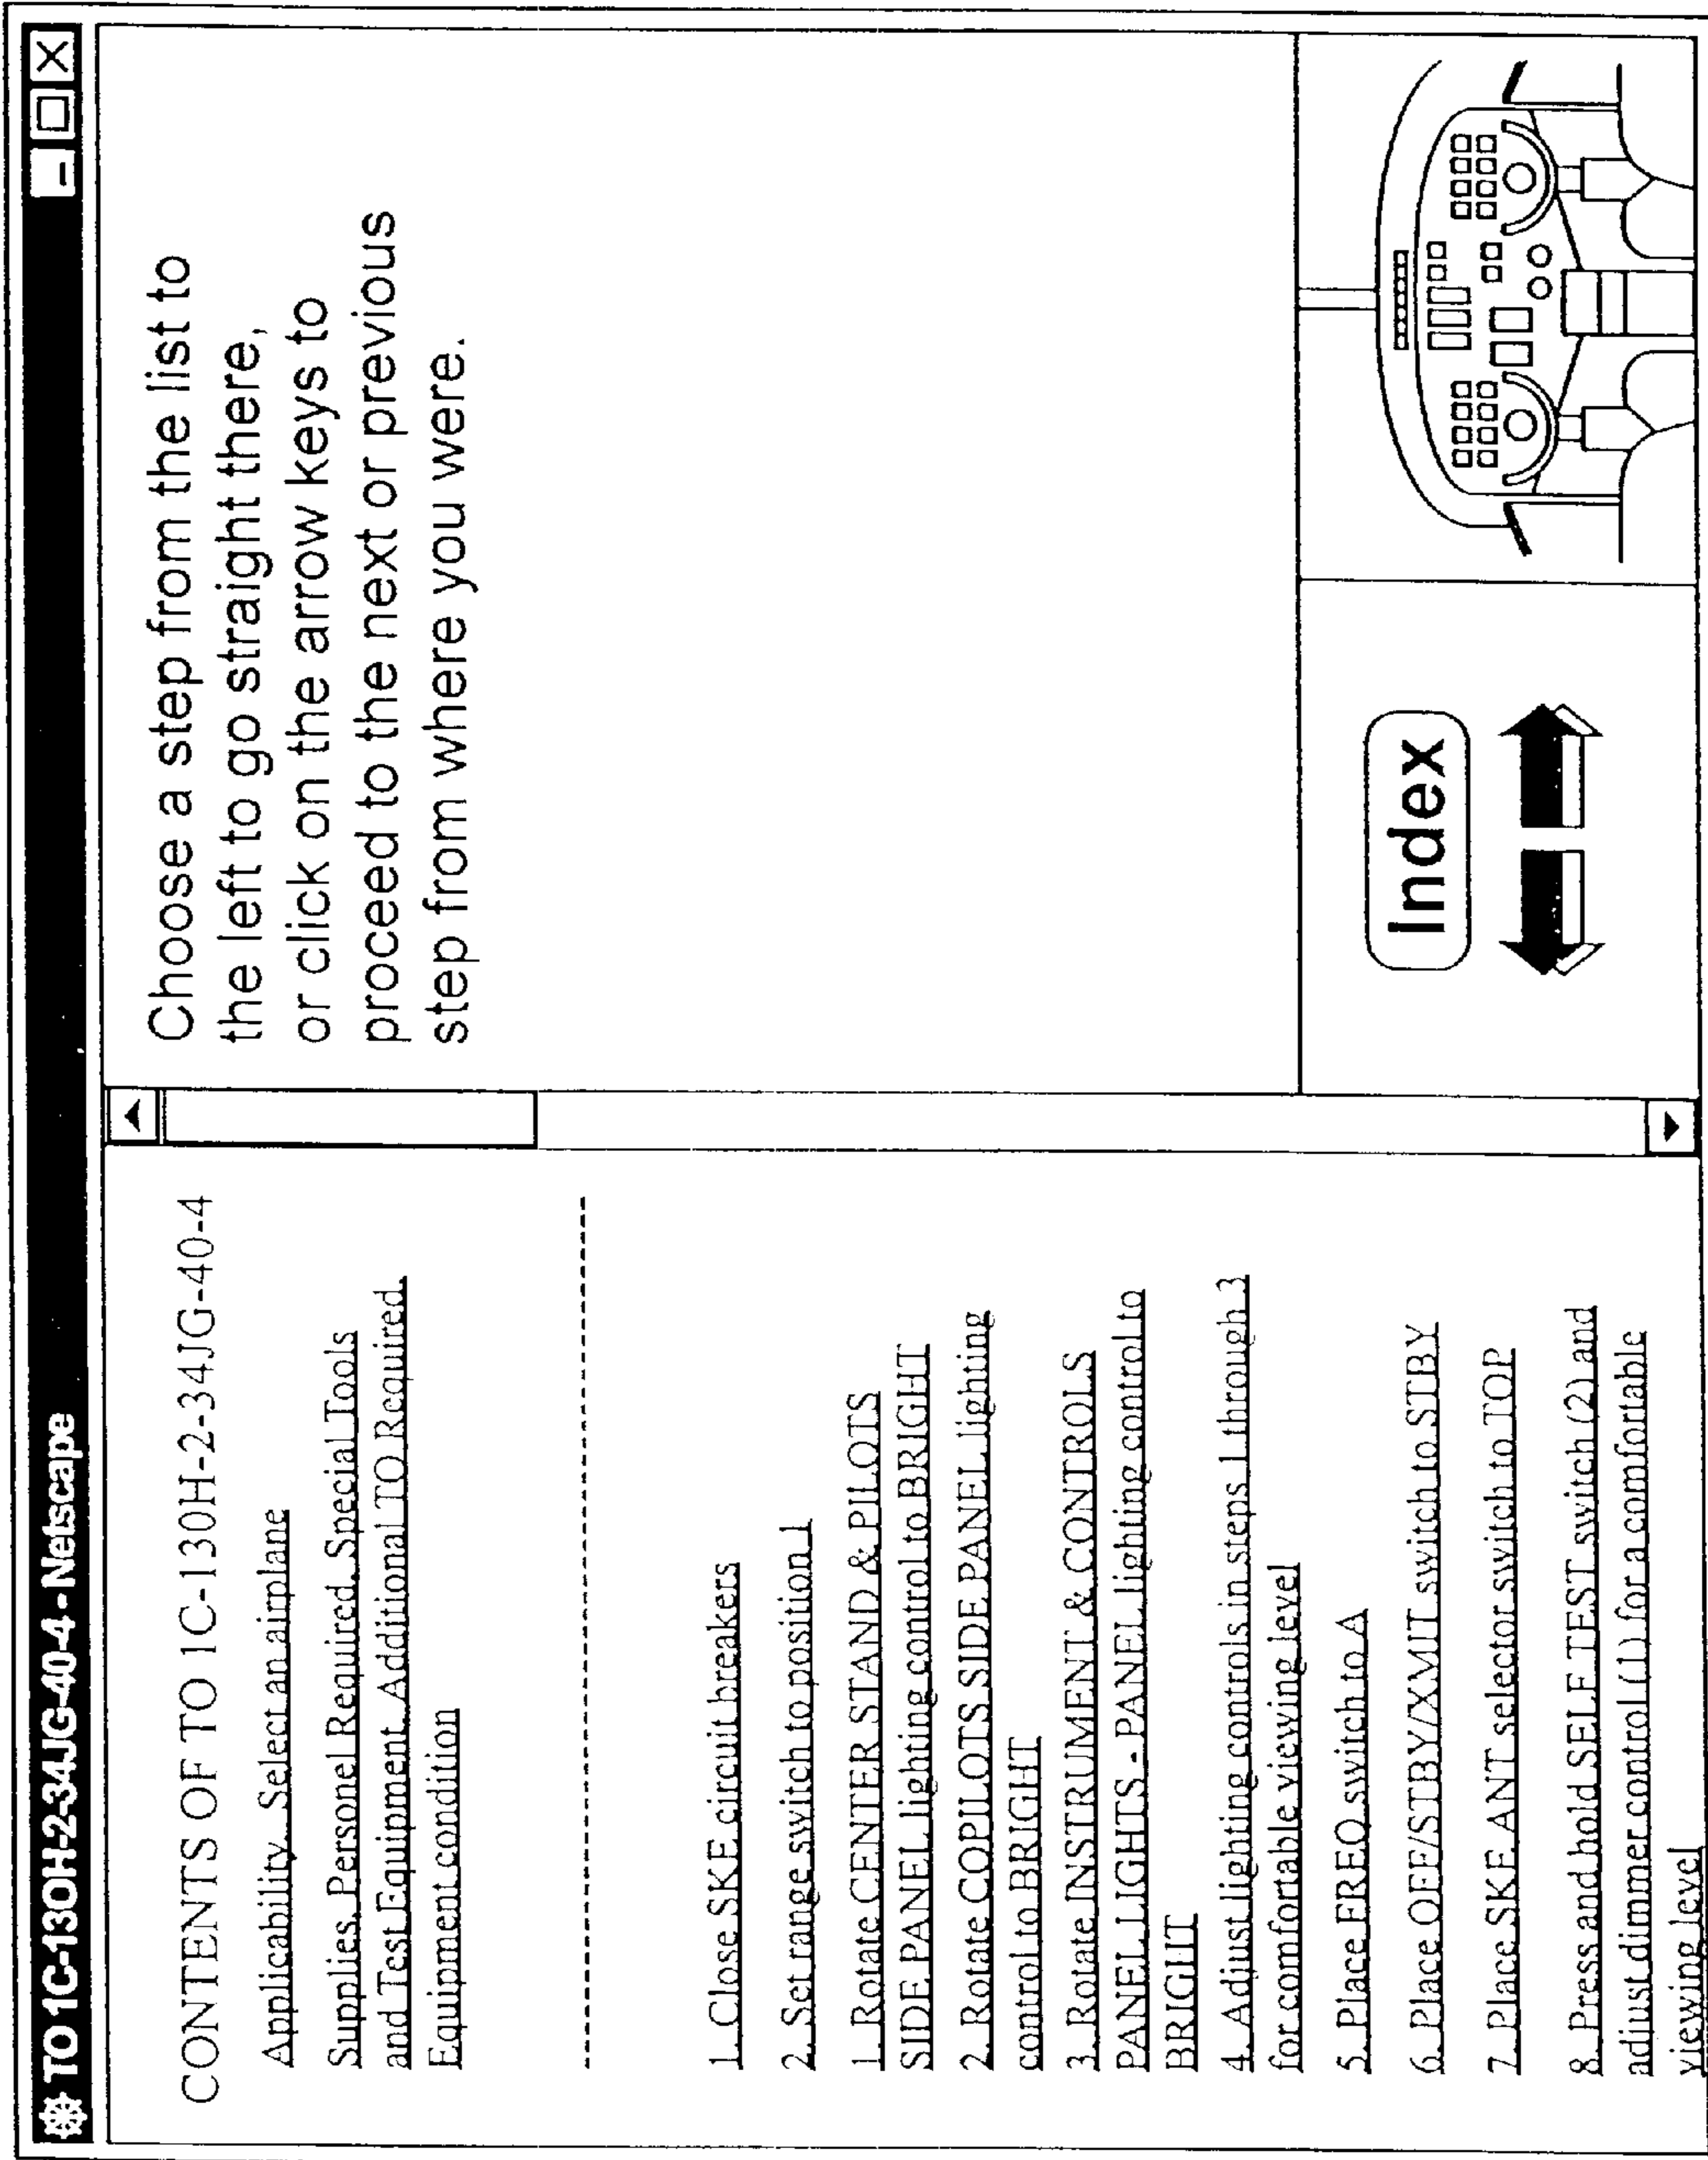 TO 1C-130H-2-34JG-40-4 - Netscape
CONTENTS OF TO 1C-130H-2-34JG-40-4
Applicability. Select an airplane
Supplies. Personel Required. Special Tools
and Test Equipment. Additional TO Required.
Equipment condition
1. Close SKE circuit breakers
2. Set range switch to position 1
1. Rotate CENTER STAND & PILOTS
SIDE PANEL lighting control to BRIGHT
2. Rotate COPILOTS SIDE PANEL lighting
control to BRIGHT
3. Rotate INSTRUMENT & CONTROLS
PANEL LIGHTS - PANEL lighting control to
BRIGHT
4. Adjust lighting controls in steps 1 through 3
for comfortable viewing level
5. Place FREQ switch to A
6. Place OFF/STBY/XMIT switch to STBY
7. Place SKE ANT selector switch to TOP
8. Press and hold SELF TEST switch (2) and
adjust dimmer control (1) for a comfortable
viewing level
Choose a step from the list to
the left to go straight there,
or click on the arrow keys to
proceed to the next or previous
step from where you were.
Index